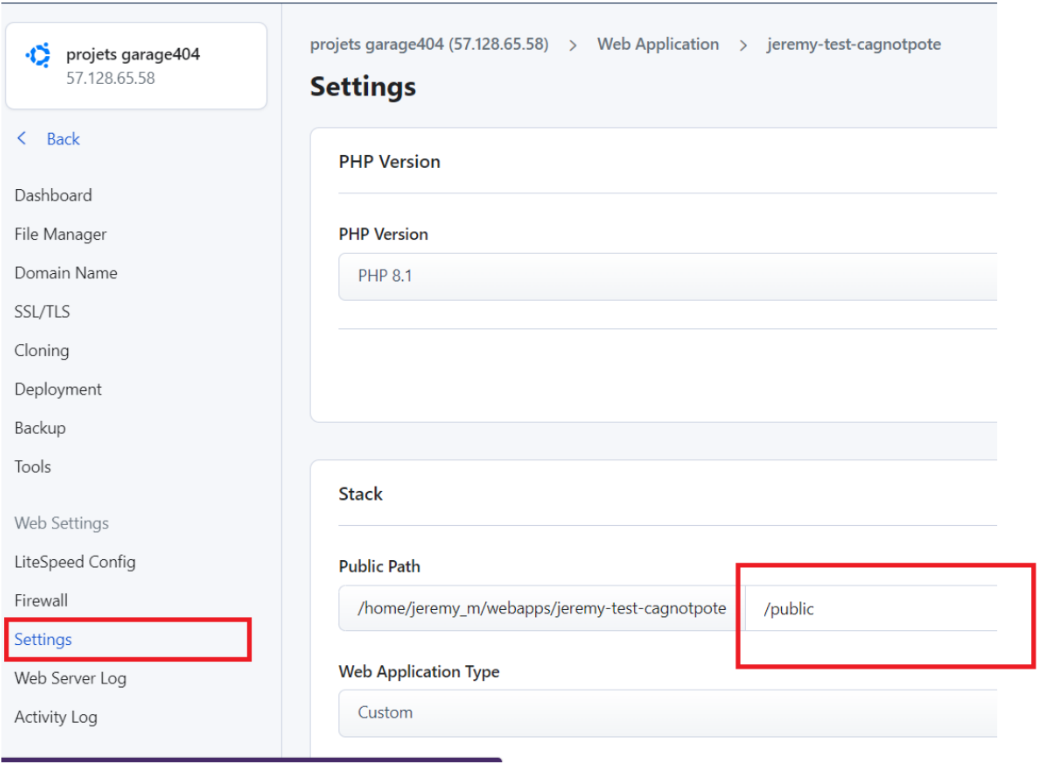 projets garage404
57.128.65.58
Back
Dashboard
File Manager
Domain Name
SSL/TLS
Cloning
Deployment
Backup
Tools
Web Settings
LiteSpeed Config
Firewall
Settings
Web Server Log
Activity Log
projets garage404 (57.128.65.58) > Web Application > jeremy-test-cagnotpote
Settings
PHP Version
PHP Version
PHP 8.1
Stack
Public Path
/home/jeremy_m/webapps/jeremy-test-cagnotpote /public
Web Application Type
Custom